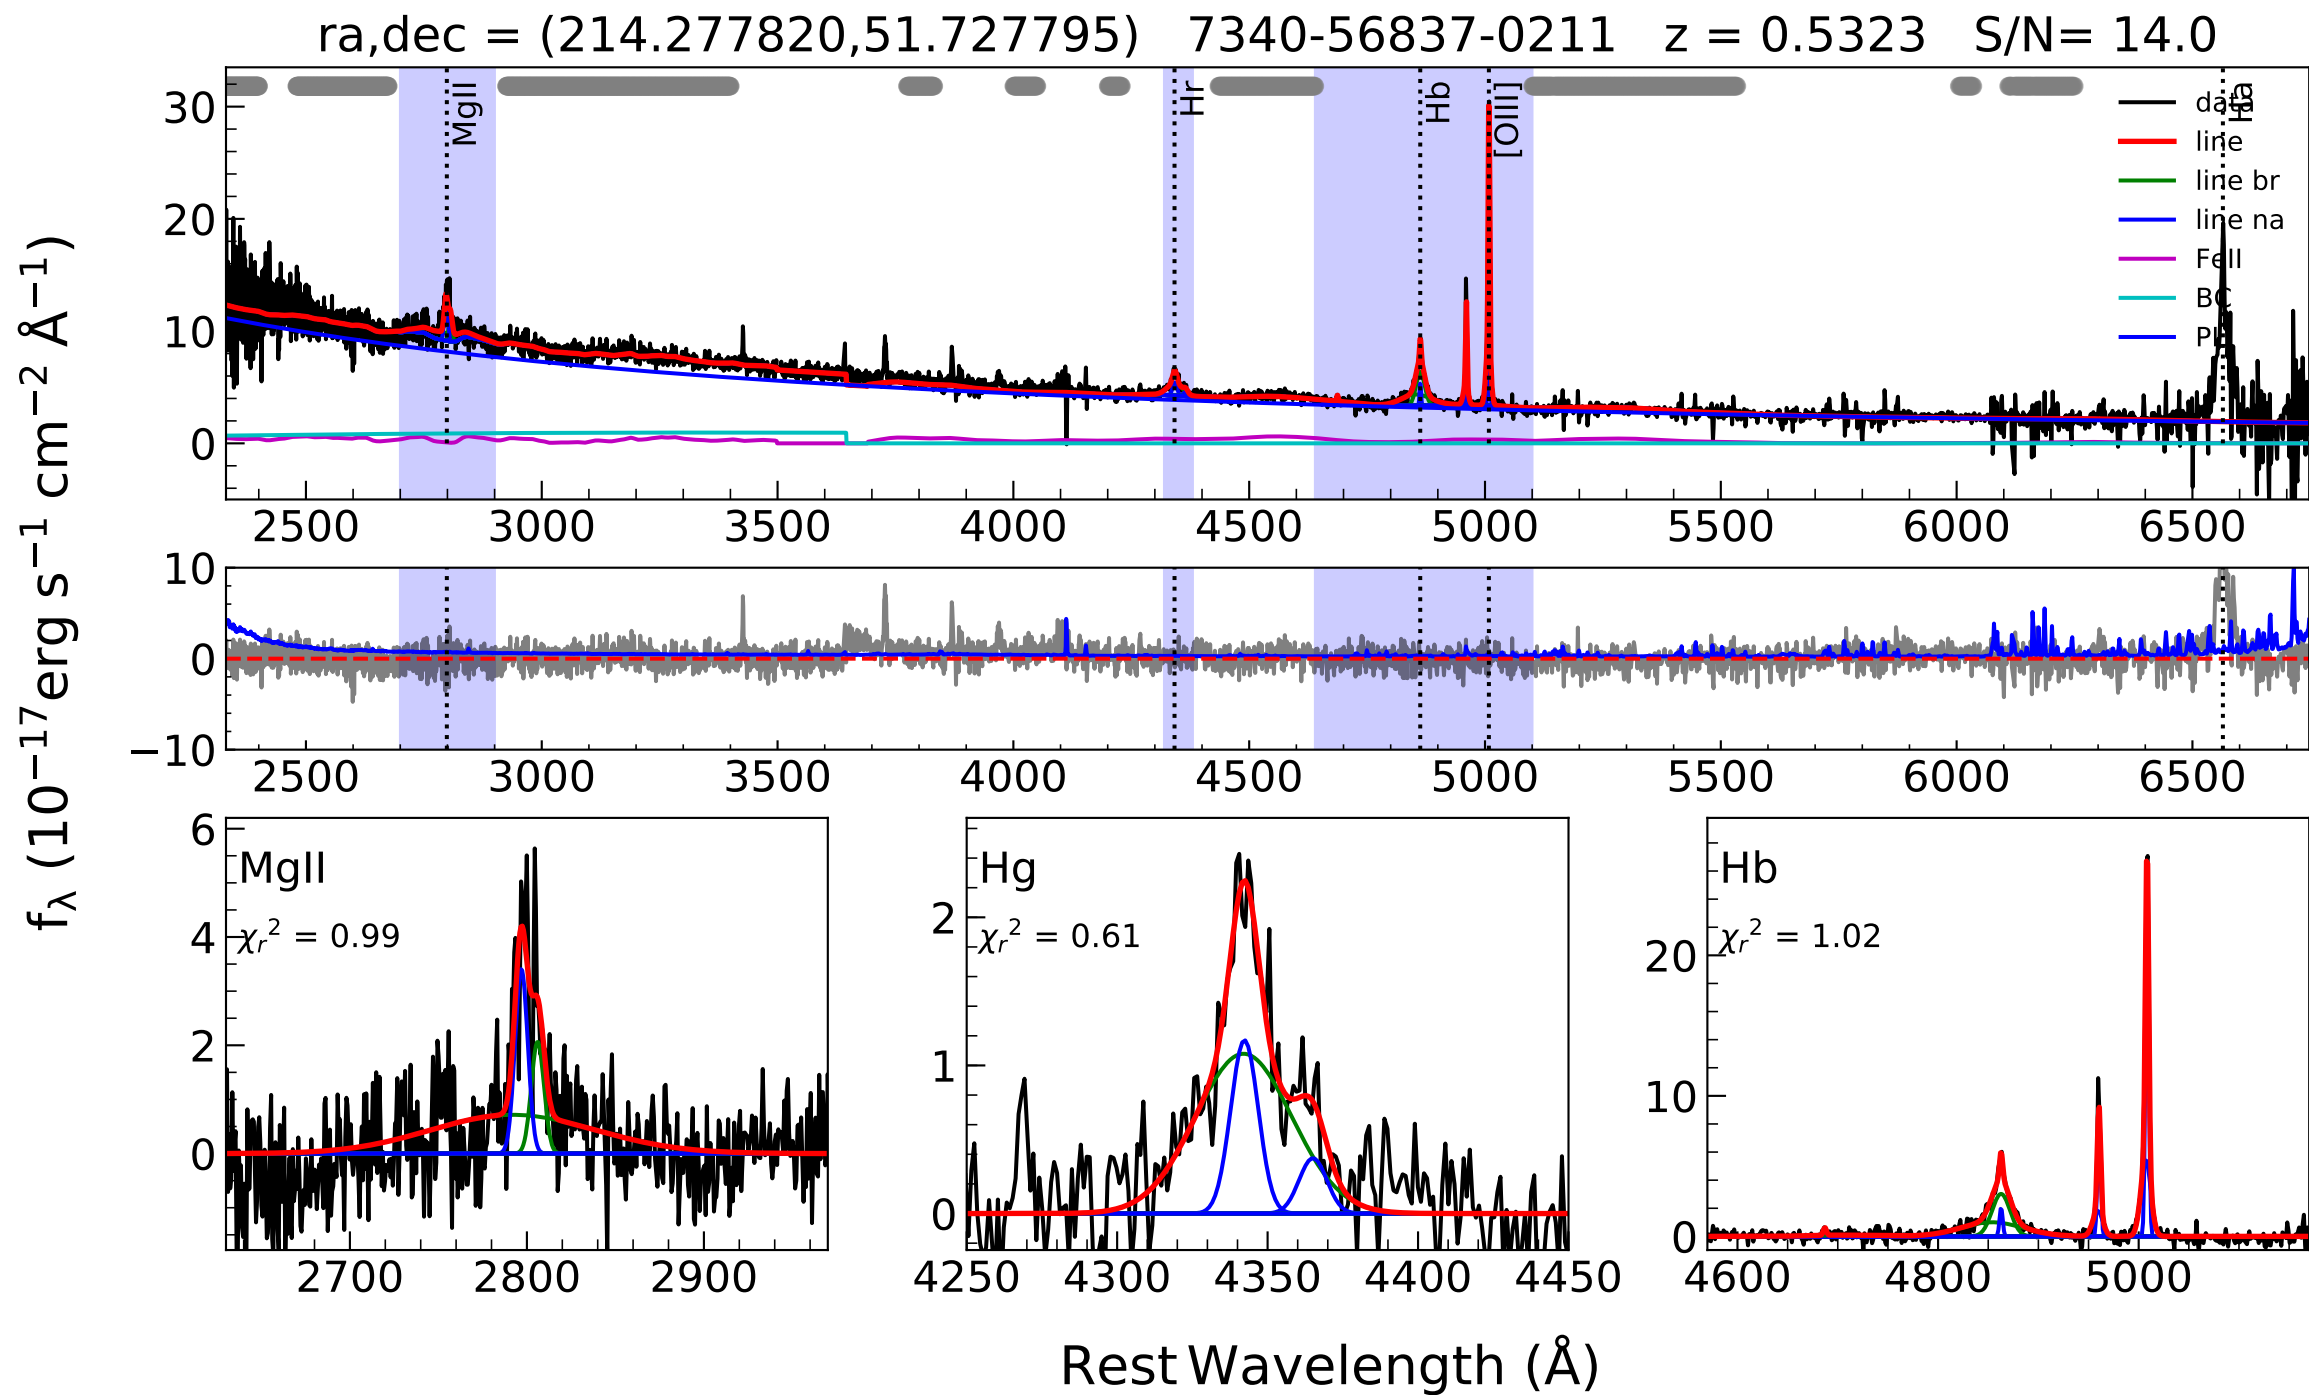 ra,dec = (214.277820,51.727795) 7340-56837-0211 z = 0.5323 S/N= 14.0
fλ (10⁻¹⁷erg s⁻¹ cm⁻² Å⁻¹)
30
20
10
0
MgII
Hr
Hb
[OIII]
Ha
data
line
line br
line na
FeII
BC
PL
2500 3000 3500 4000 4500 5000 5500 6000 6500
10
0
−10
2500 3000 3500 4000 4500 5000 5500 6000 6500
6
4
2
0
MgII
χᵣ² = 0.99
2700 2800 2900
2
1
0
Hg
χᵣ² = 0.61
4250 4300 4350 4400 4450
20
10
0
Hb
χᵣ² = 1.02
4600 4800 5000
Rest Wavelength (Å)